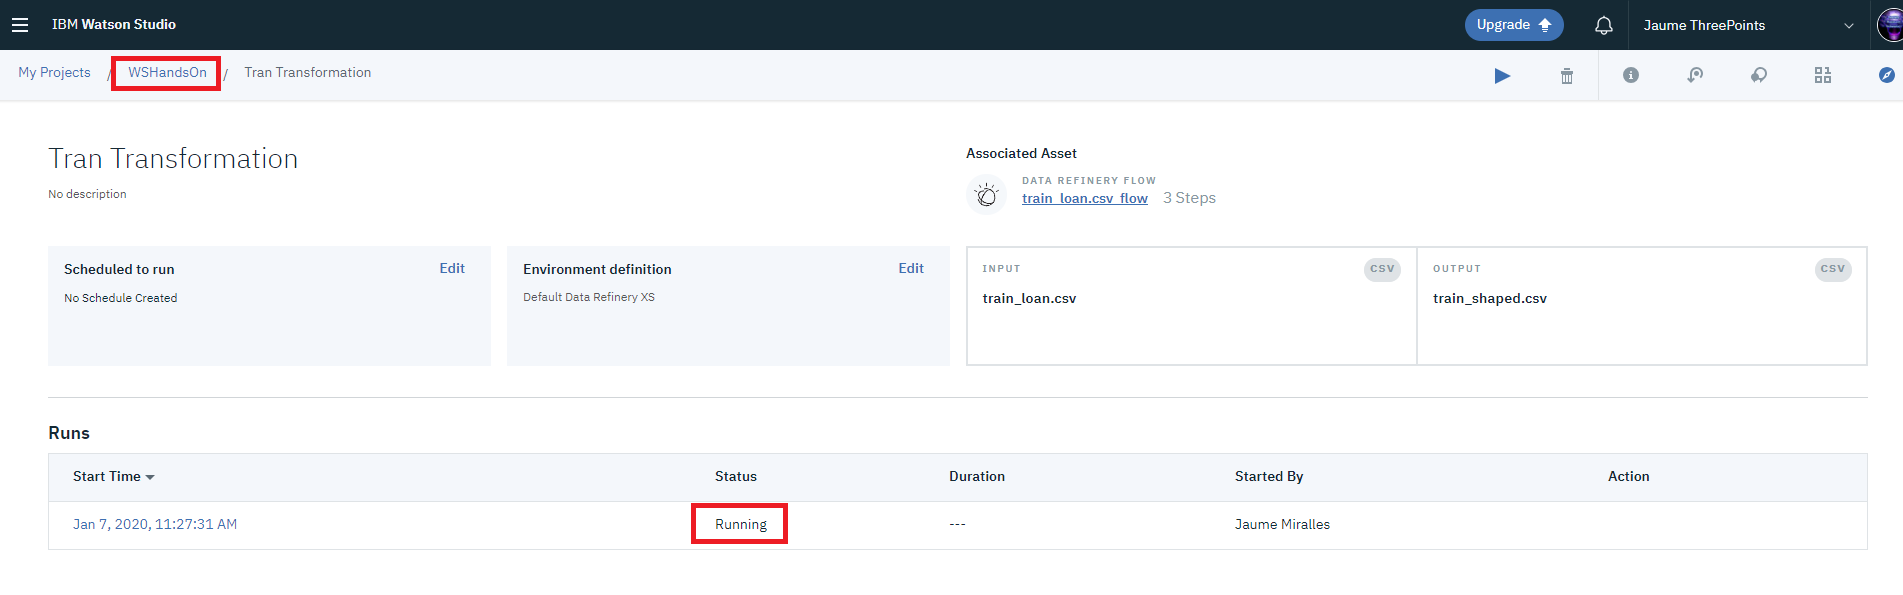 IBM Watson Studio
Upgrade
Jaume ThreePoints
My Projects / WSHandsOn / Tran Transformation
Tran Transformation
No description
Associated Asset
DATA REFINERY FLOW
train_loan.csv_flow 3 Steps
Scheduled to run Edit
No Schedule Created
Environment definition Edit
Default Data Refinery XS
INPUT CSV
train_loan.csv
OUTPUT CSV
train_shaped.csv
Runs
Start Time Status Duration Started By Action
Jan 7, 2020, 11:27:31 AM Running --- Jaume Miralles